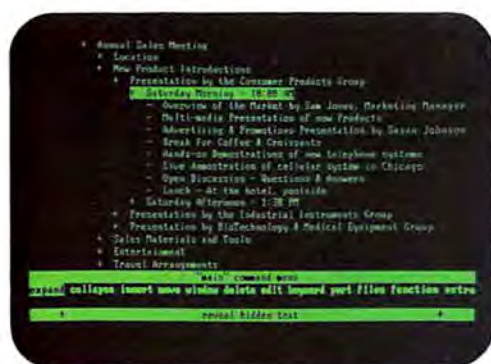 + Annual Sales Meeting
+ Location
+ New Product Introductions
+ Presentation by the Consumer Products Group
+ Saturday Morning - 10:00 AM
- Overview of the Market by Sam Jones, Marketing Manager
- Multi-media Presentation of new Products
- Advertising & Promotions Presentation by Susan Johnson
- Break For Coffee & Croissants
- Hands-on Demostrations of new telephone systems
- Live demostration of cellular system in Chicago
- Open Discussion - Questions & Answers
- Lunch - At the hotel, poolside
+ Saturday Afternoon - 1:30 PM
+ Presentation by the Industrial Instruments Group
+ Presentation by BioTechnology & Medical Equipment Group
+ Sales Materials and Tools
+ Entertainment
+ Travel Arrangements
"main" command menu
expand collapse insert move window delete edit keyword port files function extra
+ reveal hidden text +